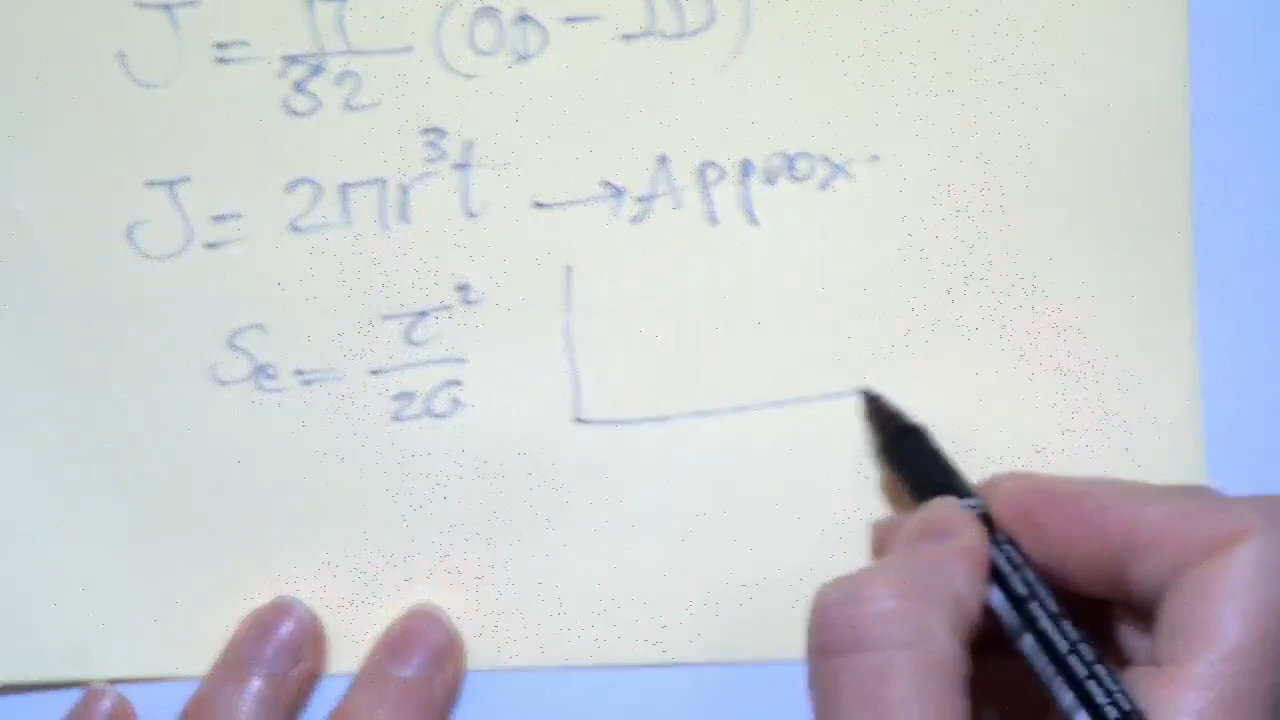 J = π/32 (OD - ID)
J = 2πr³t → Approx.
Se = τ²/2G